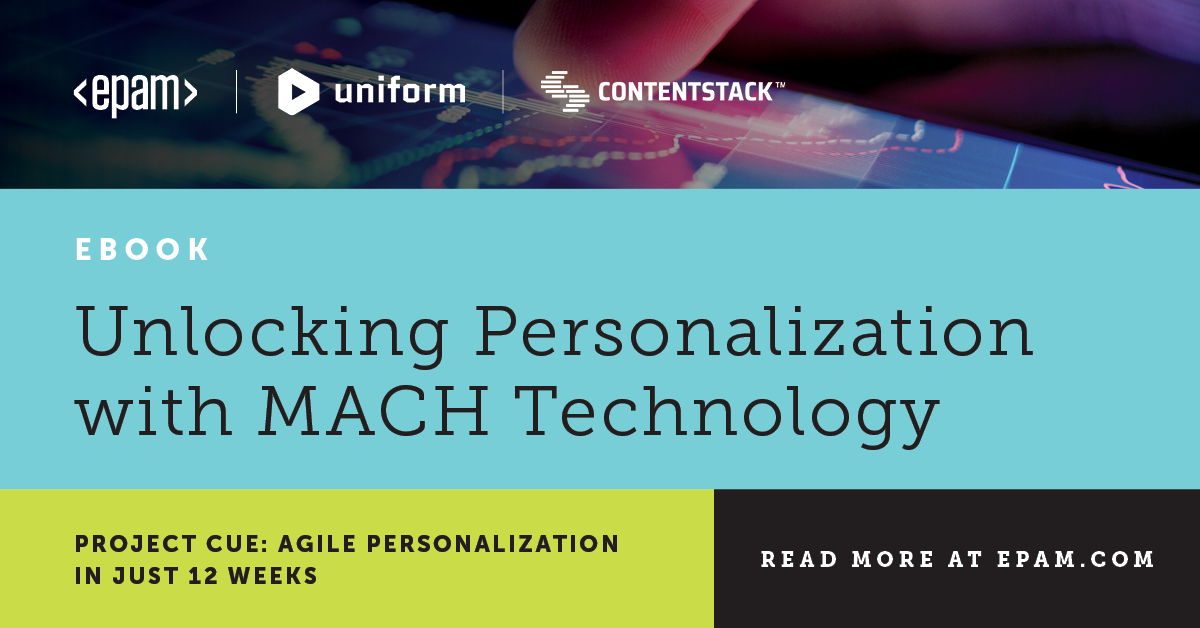 <epam> uniform CONTENTSTACK™
EBOOK
Unlocking Personalization
with MACH Technology
PROJECT CUE: AGILE PERSONALIZATION
IN JUST 12 WEEKS
READ MORE AT EPAM.COM